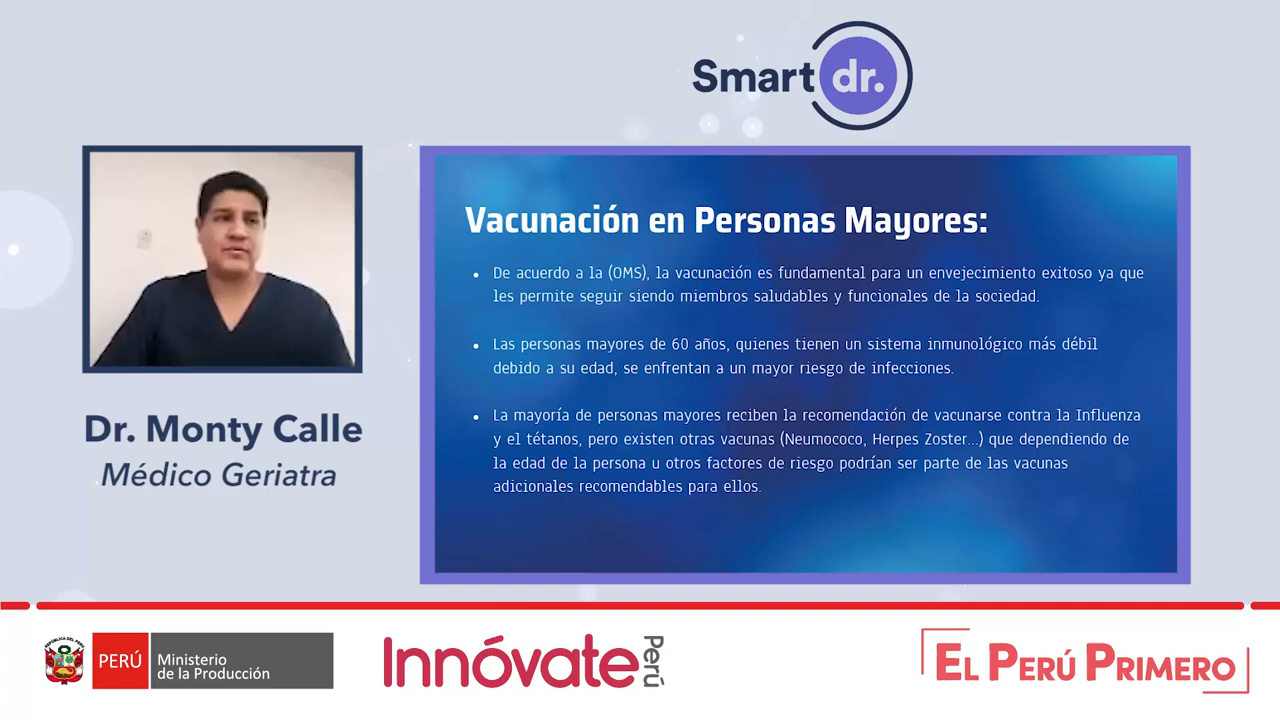 Smart dr.
Vacunación en Personas Mayores:
• De acuerdo a la (OMS), la vacunación es fundamental para un envejecimiento exitoso ya que
les permite seguir siendo miembros saludables y funcionales de la sociedad.
• Las personas mayores de 60 años, quienes tienen un sistema inmunológico más débil
debido a su edad, se enfrentan a un mayor riesgo de infecciones.
• La mayoría de personas mayores reciben la recomendación de vacunarse contra la Influenza
y el tétanos, pero existen otras vacunas (Neumococo, Herpes Zoster...) que dependiendo de
la edad de la persona u otros factores de riesgo podrían ser parte de las vacunas
adicionales recomendables para ellos.
Dr. Monty Calle
Médico Geriatra
REPÚBLICA DEL PERÚ
PERÚ
Ministerio
de la Producción
Innóvate Perú
EL PERÚ PRIMERO